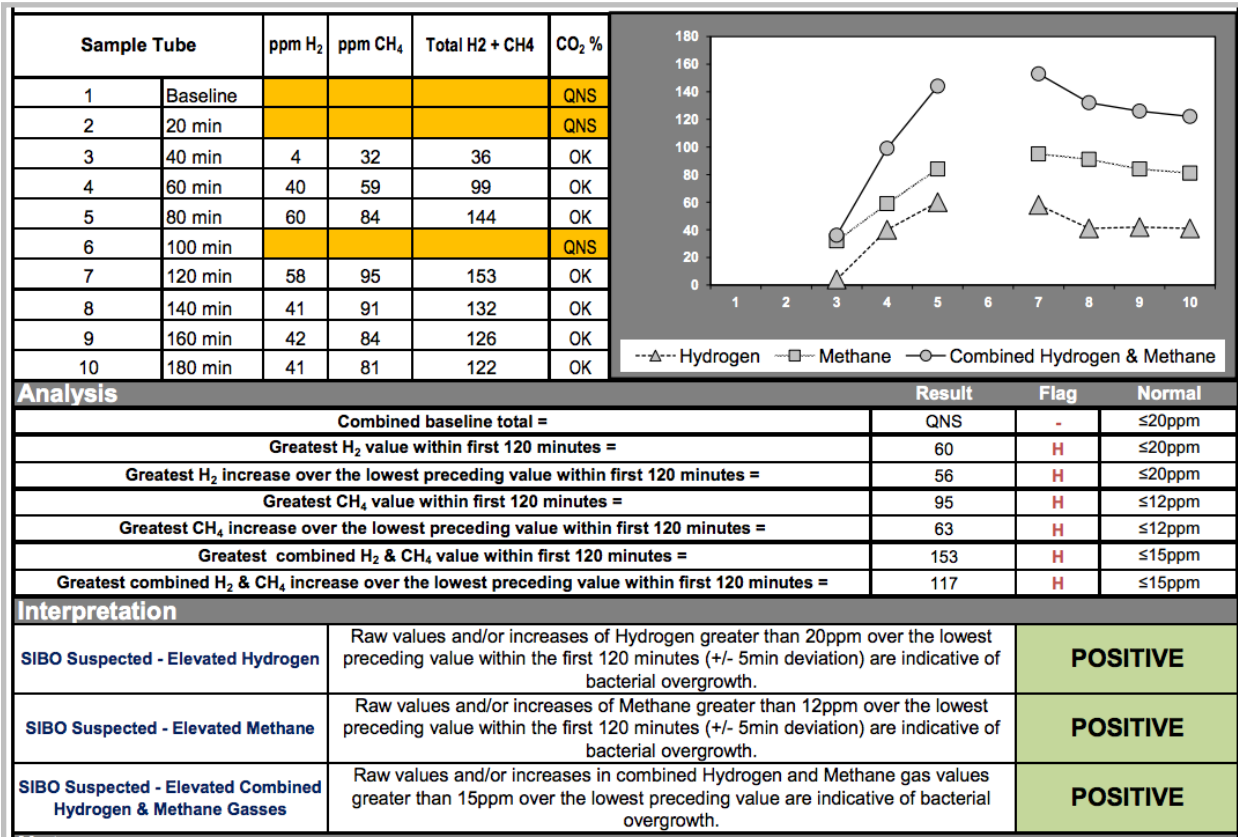 Sample Tube ppm H₂ ppm CH₄ Total H2 + CH4 CO₂ %
1 Baseline QNS
2 20 min QNS
3 40 min 4 32 36 OK
4 60 min 40 59 99 OK
5 80 min 60 84 144 OK
6 100 min QNS
7 120 min 58 95 153 OK
8 140 min 41 91 132 OK
9 160 min 42 84 126 OK
10 180 min 41 81 122 OK
180
160
140
120
100
80
60
40
20
0
1 2 3 4 5 6 7 8 9 10
Hydrogen Methane Combined Hydrogen & Methane
Analysis Result Flag Normal
Combined baseline total = QNS - ≤20ppm
Greatest H₂ value within first 120 minutes = 60 H ≤20ppm
Greatest H₂ increase over the lowest preceding value within first 120 minutes = 56 H ≤20ppm
Greatest CH₄ value within first 120 minutes = 95 H ≤12ppm
Greatest CH₄ increase over the lowest preceding value within first 120 minutes = 63 H ≤12ppm
Greatest combined H₂ & CH₄ value within first 120 minutes = 153 H ≤15ppm
Greatest combined H₂ & CH₄ increase over the lowest preceding value within first 120 minutes = 117 H ≤15ppm
Interpretation
SIBO Suspected - Elevated Hydrogen
Raw values and/or increases of Hydrogen greater than 20ppm over the lowest
preceding value within the first 120 minutes (+/- 5min deviation) are indicative of
bacterial overgrowth.
POSITIVE
SIBO Suspected - Elevated Methane
Raw values and/or increases of Methane greater than 12ppm over the lowest
preceding value within the first 120 minutes (+/- 5min deviation) are indicative of
bacterial overgrowth.
POSITIVE
SIBO Suspected - Elevated Combined
Hydrogen & Methane Gasses
Raw values and/or increases in combined Hydrogen and Methane gas values
greater than 15ppm over the lowest preceding value are indicative of bacterial
overgrowth.
POSITIVE